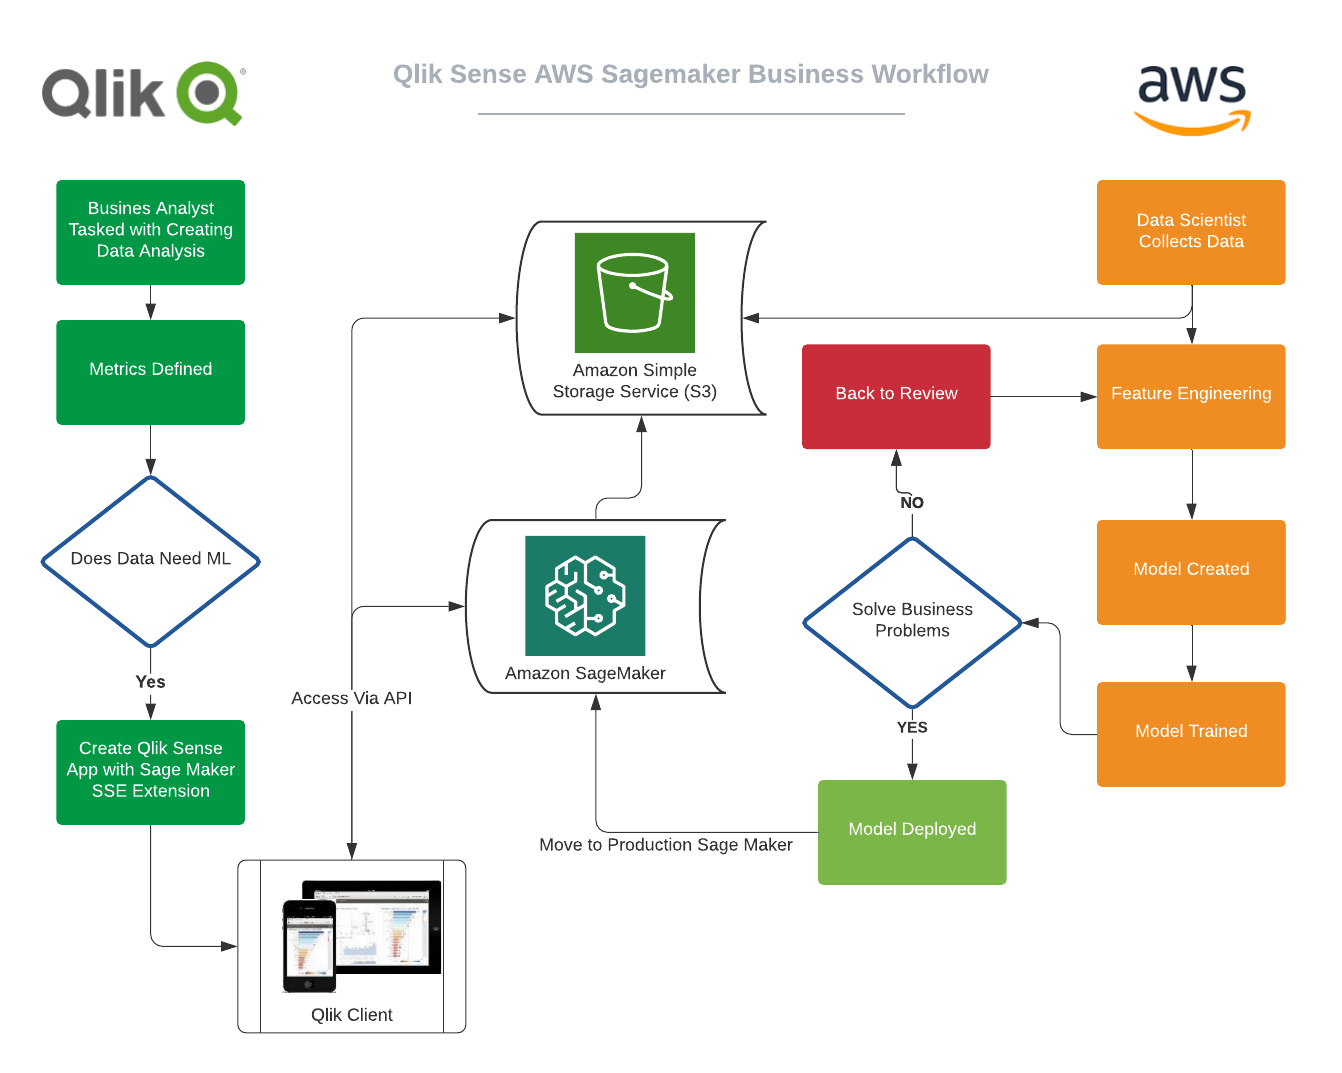 Qlik
®
Qlik Sense AWS Sagemaker Business Workflow
aws
Busines Analyst
Tasked with Creating
Data Analysis
Metrics Defined
Does Data Need ML
Yes
Create Qlik Sense
App with Sage Maker
SSE Extension
Access Via API
Qlik Client
Amazon Simple
Storage Service (S3)
Amazon SageMaker
Move to Production Sage Maker
Back to Review
NO
Solve Business
Problems
YES
Model Deployed
Data Scientist
Collects Data
Feature Engineering
Model Created
Model Trained